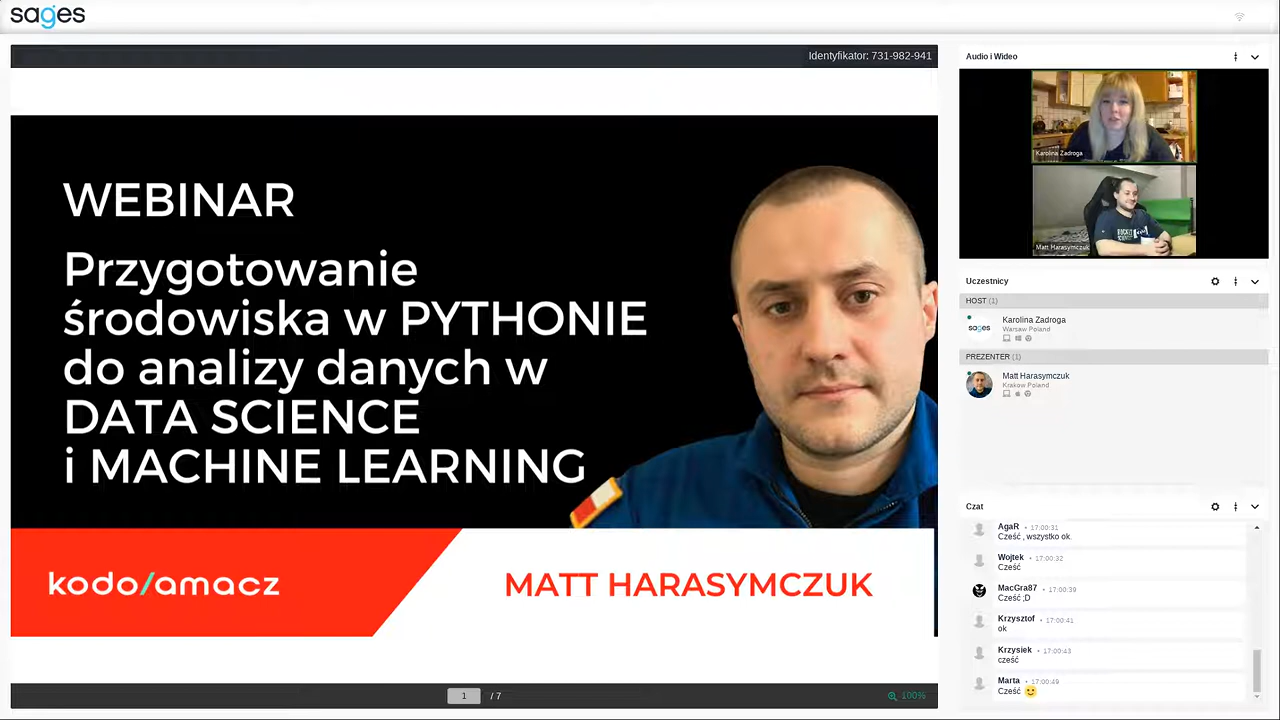 sages
Identyfikator: 731-982-941
WEBINAR
Przygotowanie
środowiska w PYTHONIE
do analizy danych w
DATA SCIENCE
i MACHINE LEARNING
kodo/amacz
MATT HARASYMCZUK
1 / 7
100%
Audio i Wideo
Karolina Zadroga
Matt Harasymczuk
Uczestnicy
HOST (1)
sages
Karolina Zadroga
Warsaw Poland
PREZENTER (1)
Matt Harasymczuk
Krakow Poland
Czat
AgaR • 17:00:31
Cześć , wszystko ok
Wojtek • 17:00:32
Cześć
MacGra87 • 17:00:39
Cześć ;D
Krzysztof • 17:00:41
ok
Krzysiek • 17:00:43
cześć
Marta • 17:00:49
Cześć 🙂